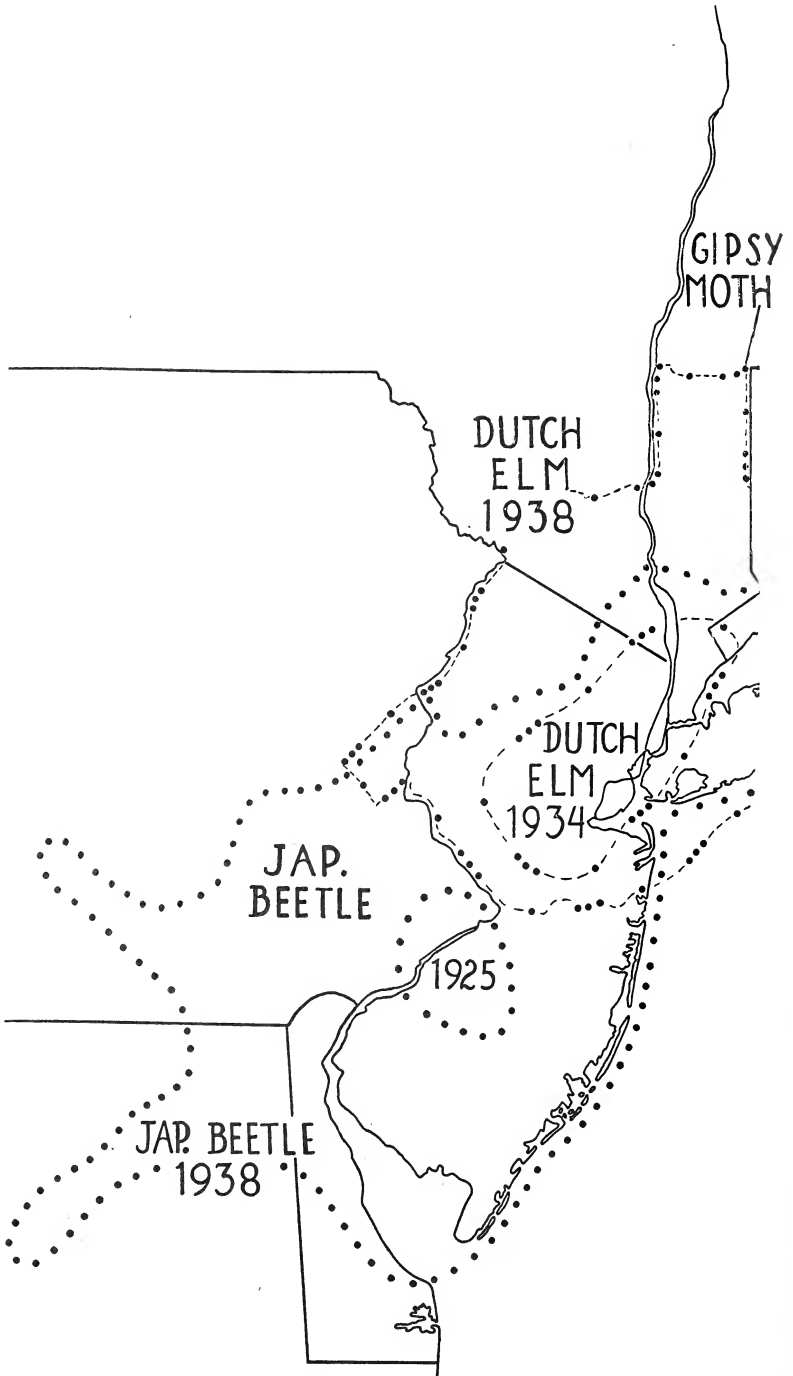 GIPSY
MOTH
DUTCH
ELM
1938
DUTCH
ELM
1934
JAP.
BEETLE
1925
JAP. BEETLE
1938